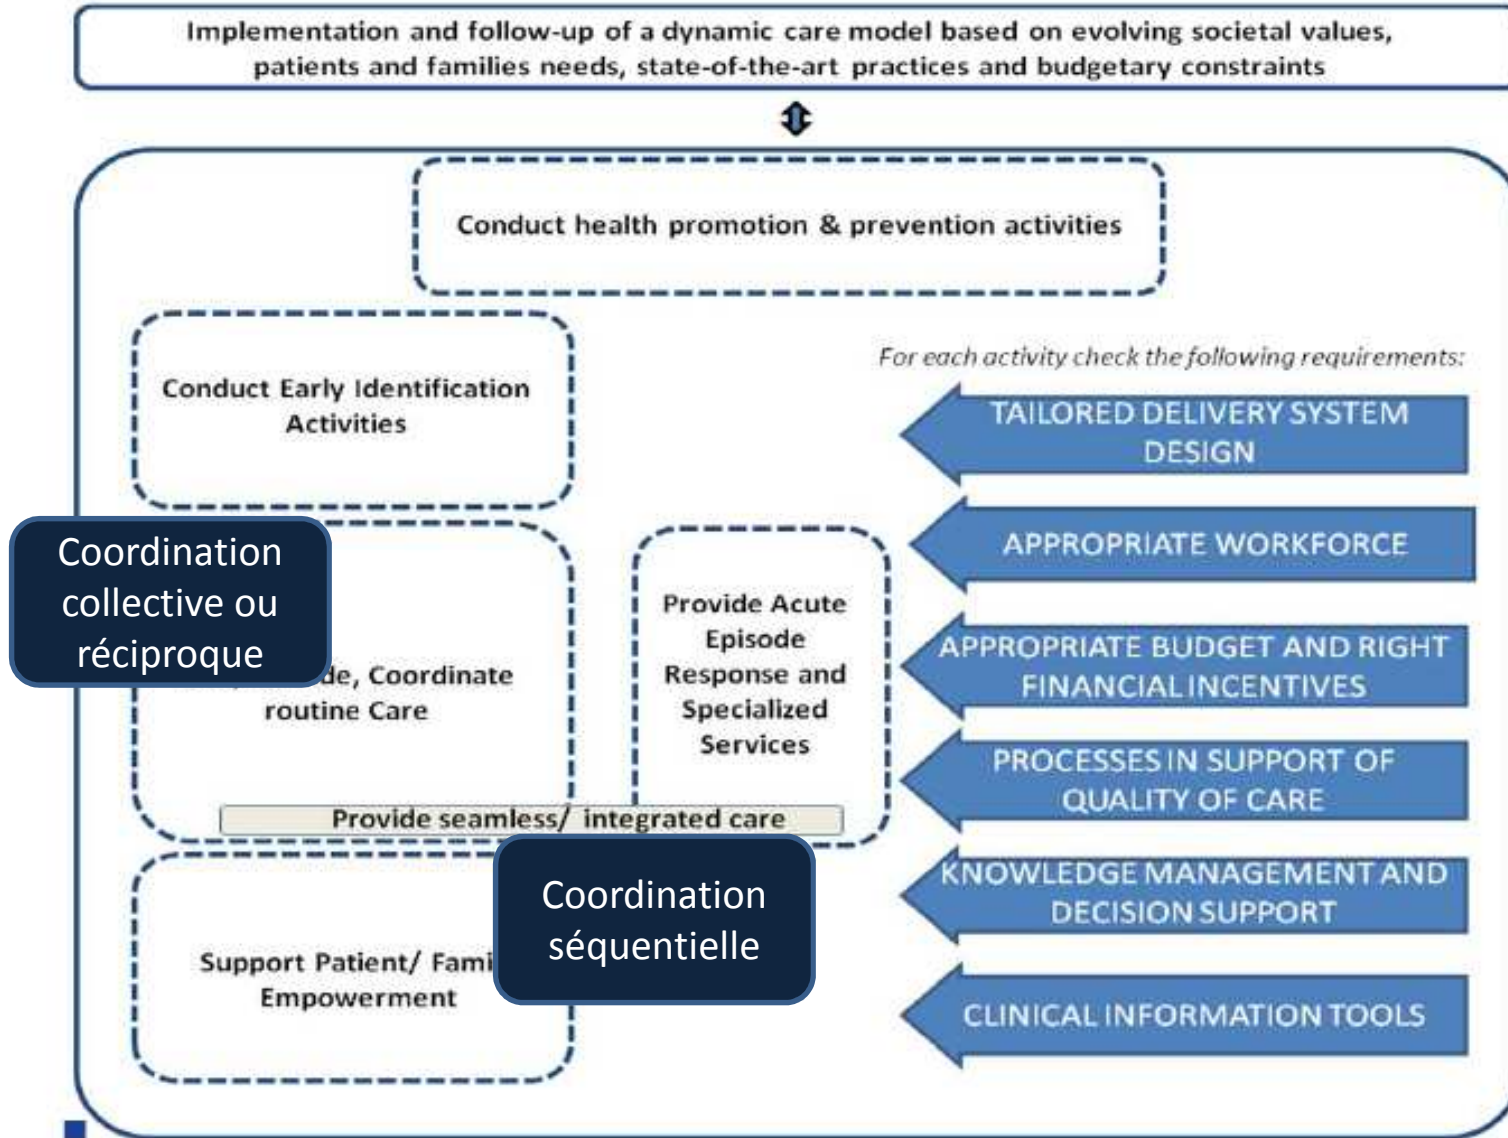 Implementation and follow-up of a dynamic care model based on evolving societal values,
patients and families needs, state-of-the-art practices and budgetary constraints
Conduct health promotion & prevention activities
Conduct Early Identification
Activities
For each activity check the following requirements:
TAILORED DELIVERY SYSTEM
DESIGN
APPROPRIATE WORKFORCE
APPROPRIATE BUDGET AND RIGHT
FINANCIAL INCENTIVES
PROCESSES IN SUPPORT OF
QUALITY OF CARE
KNOWLEDGE MANAGEMENT AND
DECISION SUPPORT
CLINICAL INFORMATION TOOLS
Coordination
collective ou
réciproque
Coordinate
routine Care
Provide Acute
Episode
Response and
Specialized
Services
Provide seamless/ integrated care
Coordination
séquentielle
Support Patient/
Empowerment